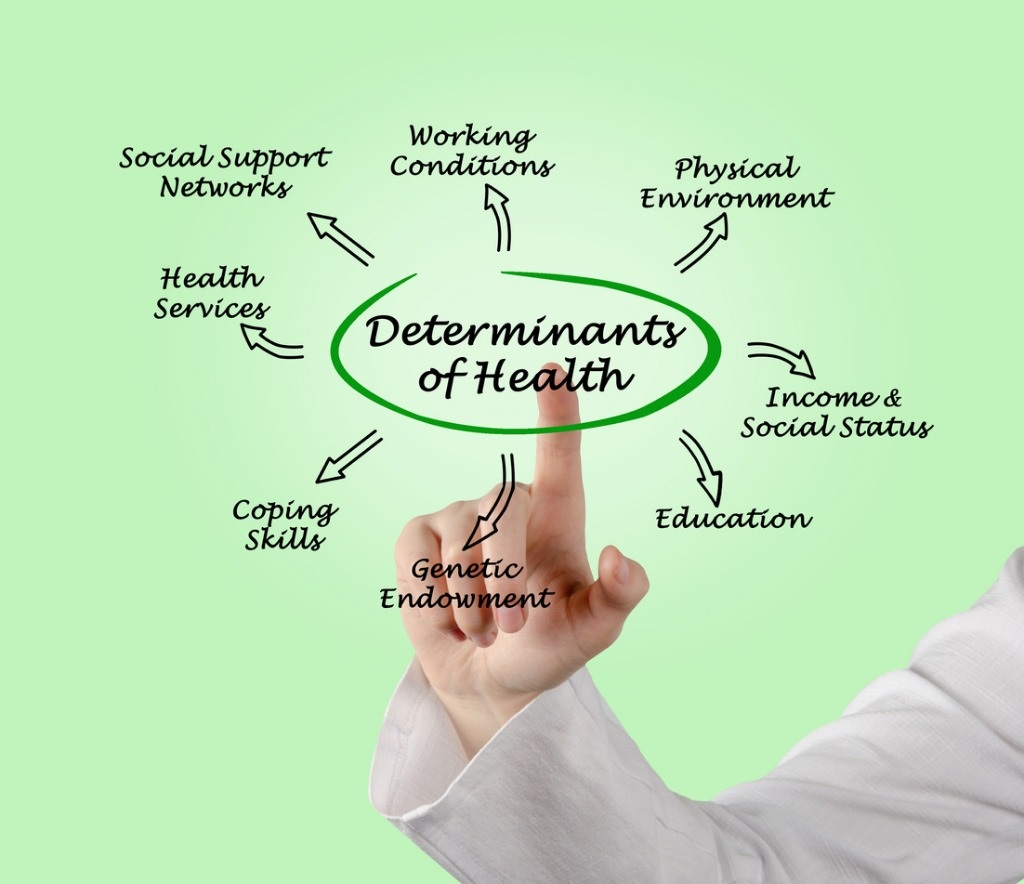 Working
Conditions
Social Support
Networks
Physical
Environment
Health
Services
Determinants
of Health
Income &
Social Status
Coping
Skills
Education
Genetic
Endowment